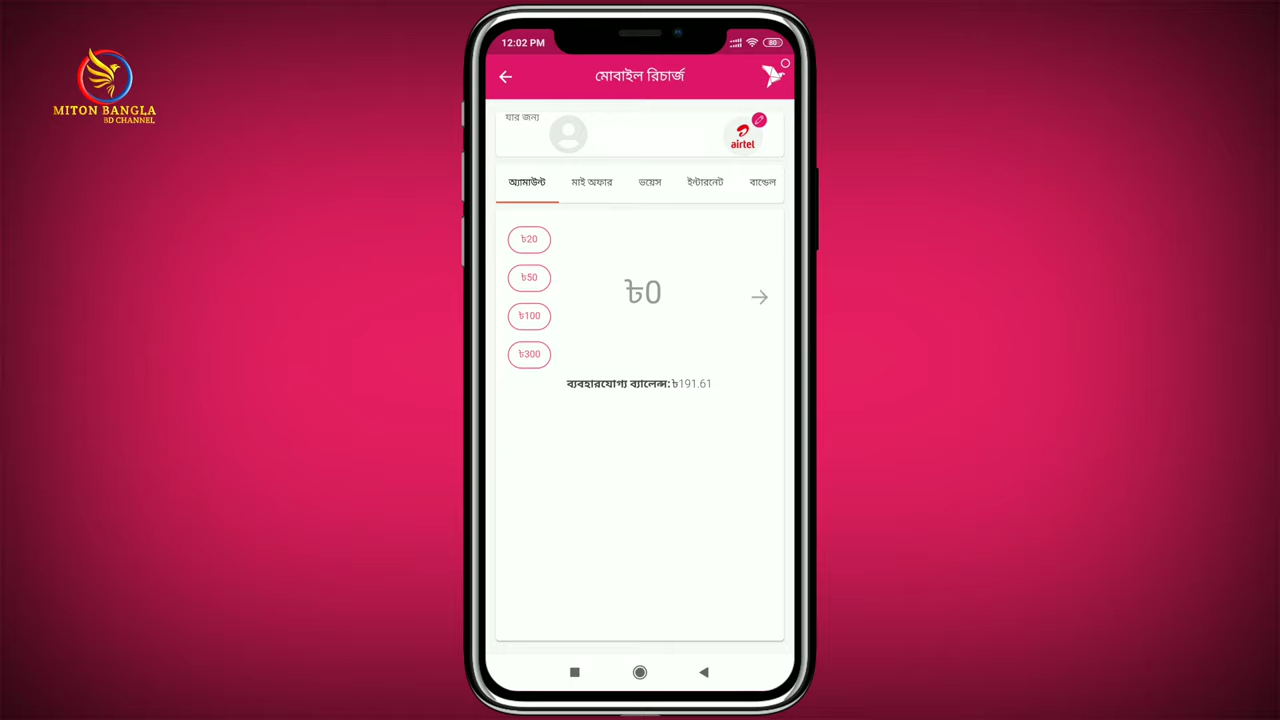 12:02 PM
80
মোবাইল রিচার্জ
MITON BANGLA
BD CHANNEL
যার জন্য
airtel
অ্যামাউন্ট মাই অফার ভয়েস ইন্টারনেট বান্ডেল
৳20
৳50
৳0
৳100
৳300
ব্যবহারযোগ্য ব্যালেন্স: ৳191.61